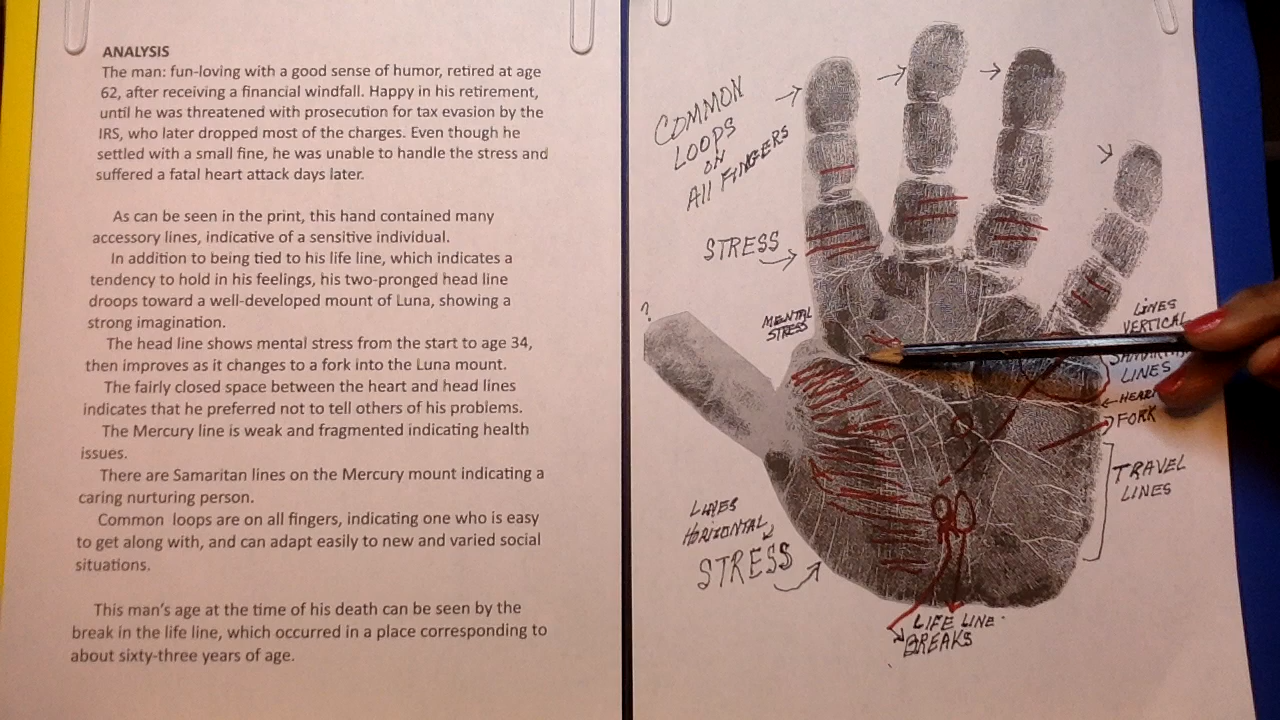 ANALYSIS
The man: fun-loving with a good sense of humor, retired at age
62, after receiving a financial windfall. Happy in his retirement,
until he was threatened with prosecution for tax evasion by the
IRS, who later dropped most of the charges. Even though he
settled with a small fine, he was unable to handle the stress and
suffered a fatal heart attack days later.
As can be seen in the print, this hand contained many
accessory lines, indicative of a sensitive individual.
In addition to being tied to his life line, which indicates a
tendency to hold in his feelings, his two-pronged head line
droops toward a well-developed mount of Luna, showing a
strong imagination.
The head line shows mental stress from the start to age 34,
then improves as it changes to a fork into the Luna mount.
The fairly closed space between the heart and head lines
indicates that he preferred not to tell others of his problems.
The Mercury line is weak and fragmented indicating health
issues.
There are Samaritan lines on the Mercury mount indicating a
caring nurturing person.
Common loops are on all fingers, indicating one who is easy
to get along with, and can adapt easily to new and varied social
situations.
This man's age at the time of his death can be seen by the
break in the life line, which occurred in a place corresponding to
about sixty-three years of age.
COMMON
LOOPS
ON
All FINGERS
STRESS
?
MENTAL
STRESS
LINES
HORIZONTAL
STRESS
LINES
VERTICAL
LINES
FORK
TRAVEL
LINES
LIFE LINE
BREAKS